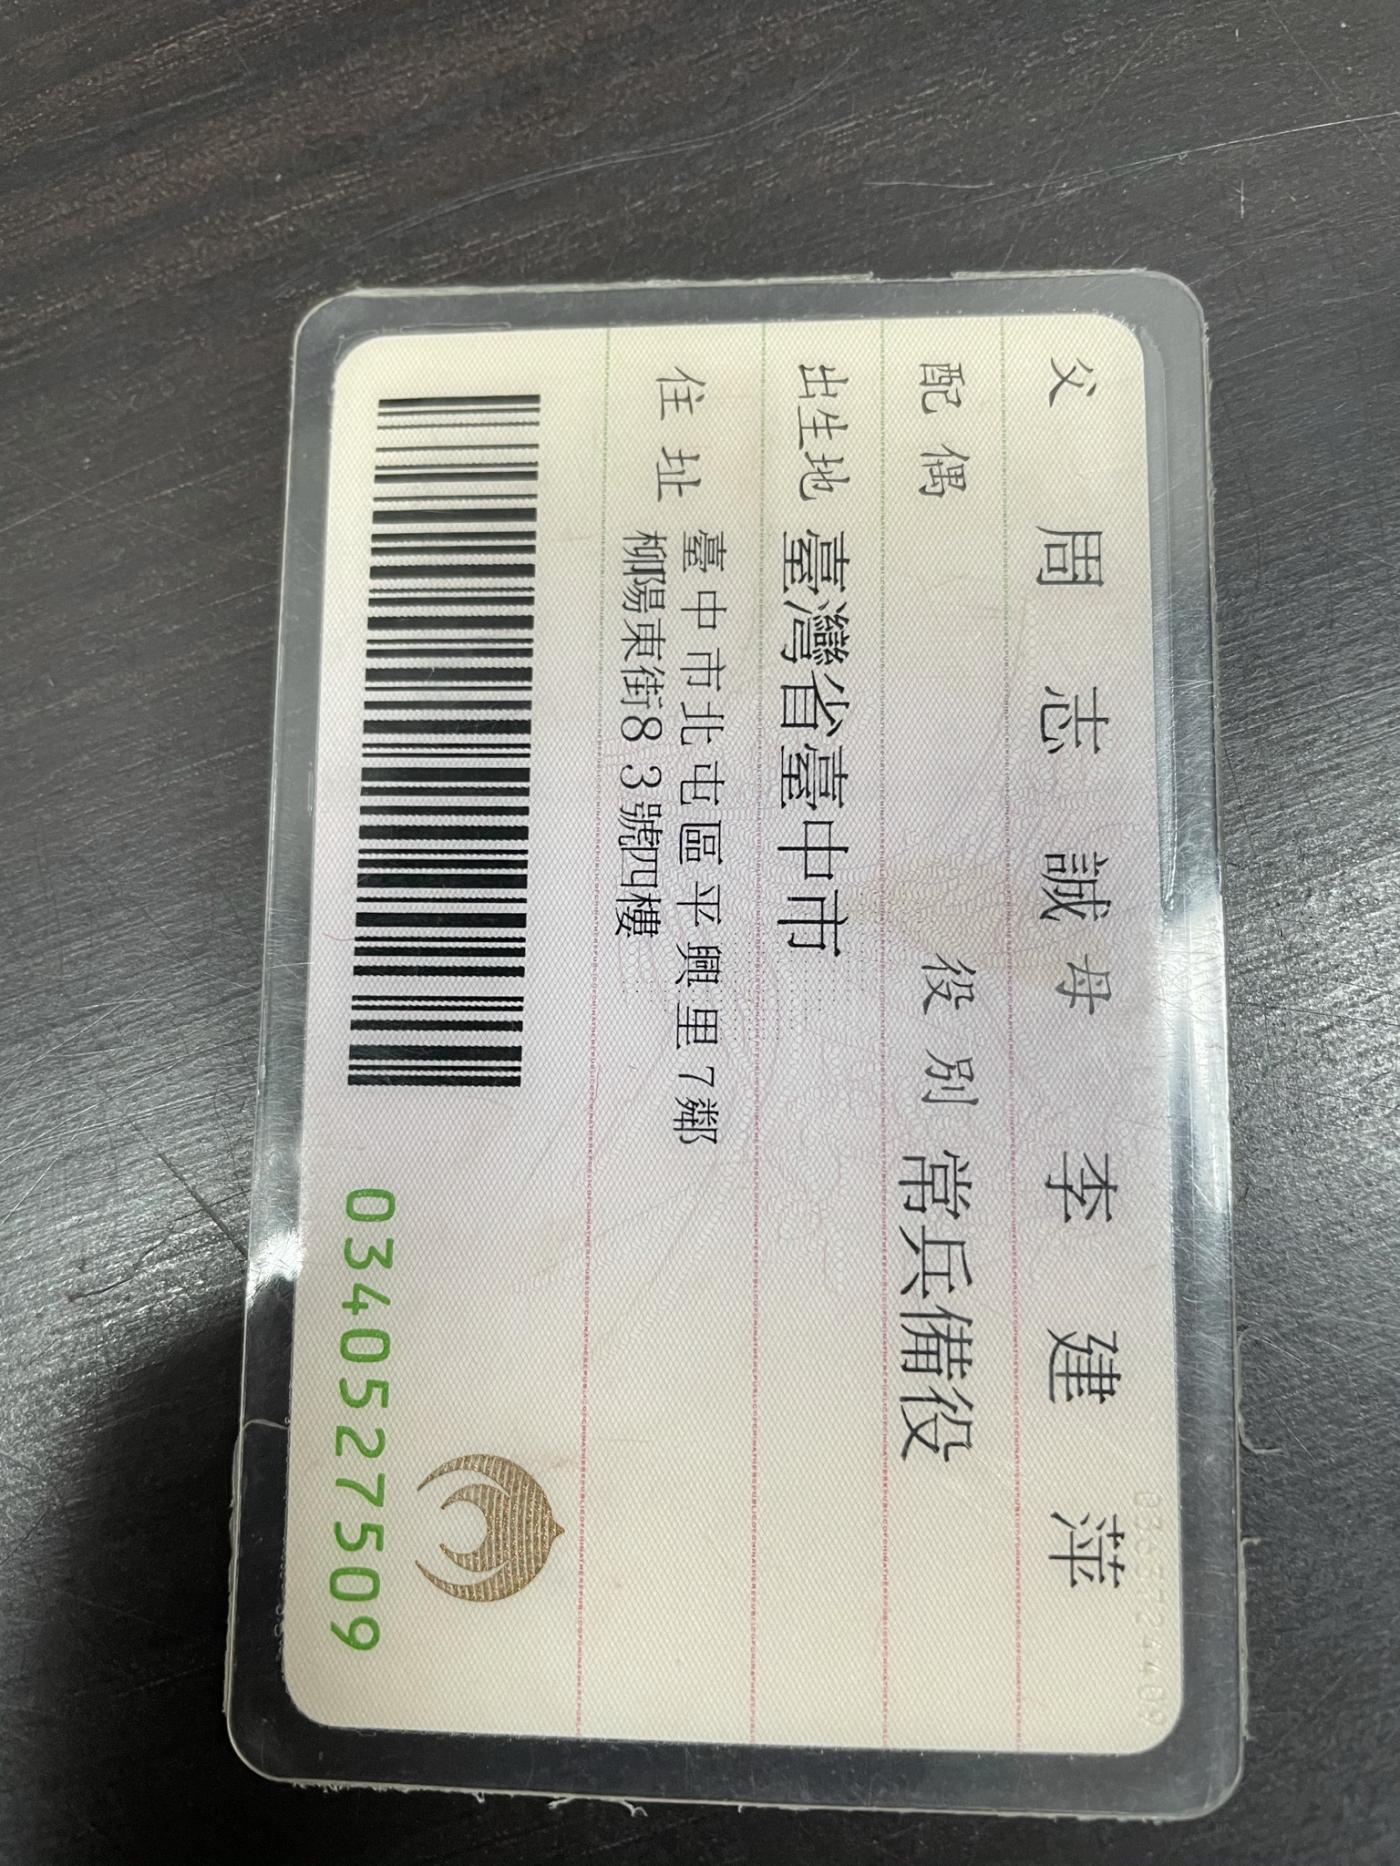 父 周志誠 母 李建萍
配偶 役別 常兵備役
出生地 臺灣省臺中市
住址 臺中市北屯區平興里7鄰
柳陽東街83號四樓
0340527509